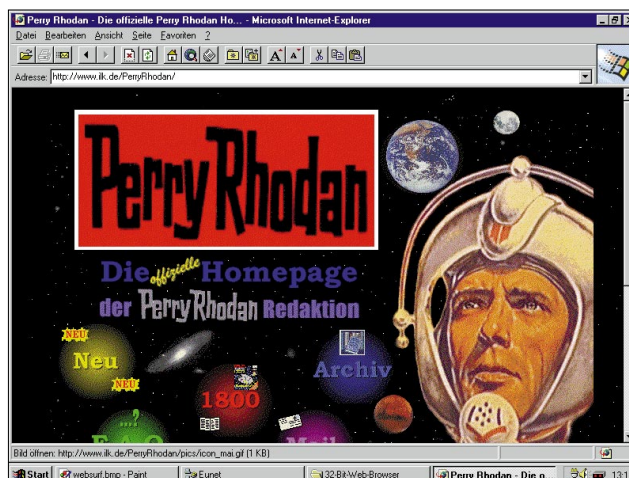 Perry Rhodan - Die offizielle Perry Rhodan Ho... - Microsoft Internet-Explorer
Datei Bearbeiten Ansicht Seite Favoriten ?
Adresse: http://www.ilk.de/PerryRhodan/
Perry Rhodan
Die offizielle Homepage
der Perry Rhodan Redaktion
NEU
Neu
NEU
Archiv
1800
...?
F.A.Q
Mail
Bild öffnen: http://www.ilk.de/PerryRhodan/pics/icon_mai.gif (1 KB)
Start websurf.bmp - Paint Eunet 32-Bit-Web-Browser Perry Rhodan - Die o...